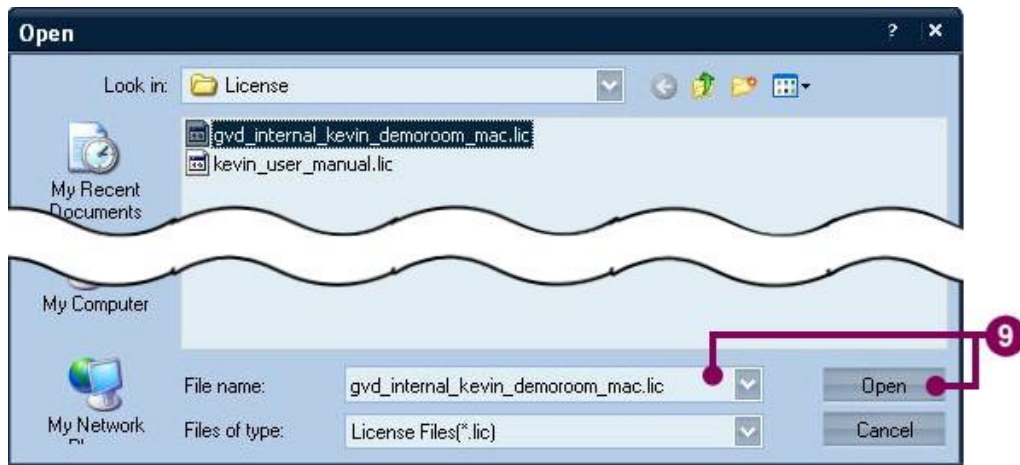 Open
Look in: License
gvd_internal_kevin_demoroom_mac.lic
kevin_user_manual.lic
My Recent
Documents
My Computer
9
File name: gvd_internal_kevin_demoroom_mac.lic Open
My Network
Files of type: License Files(*.lic) Cancel